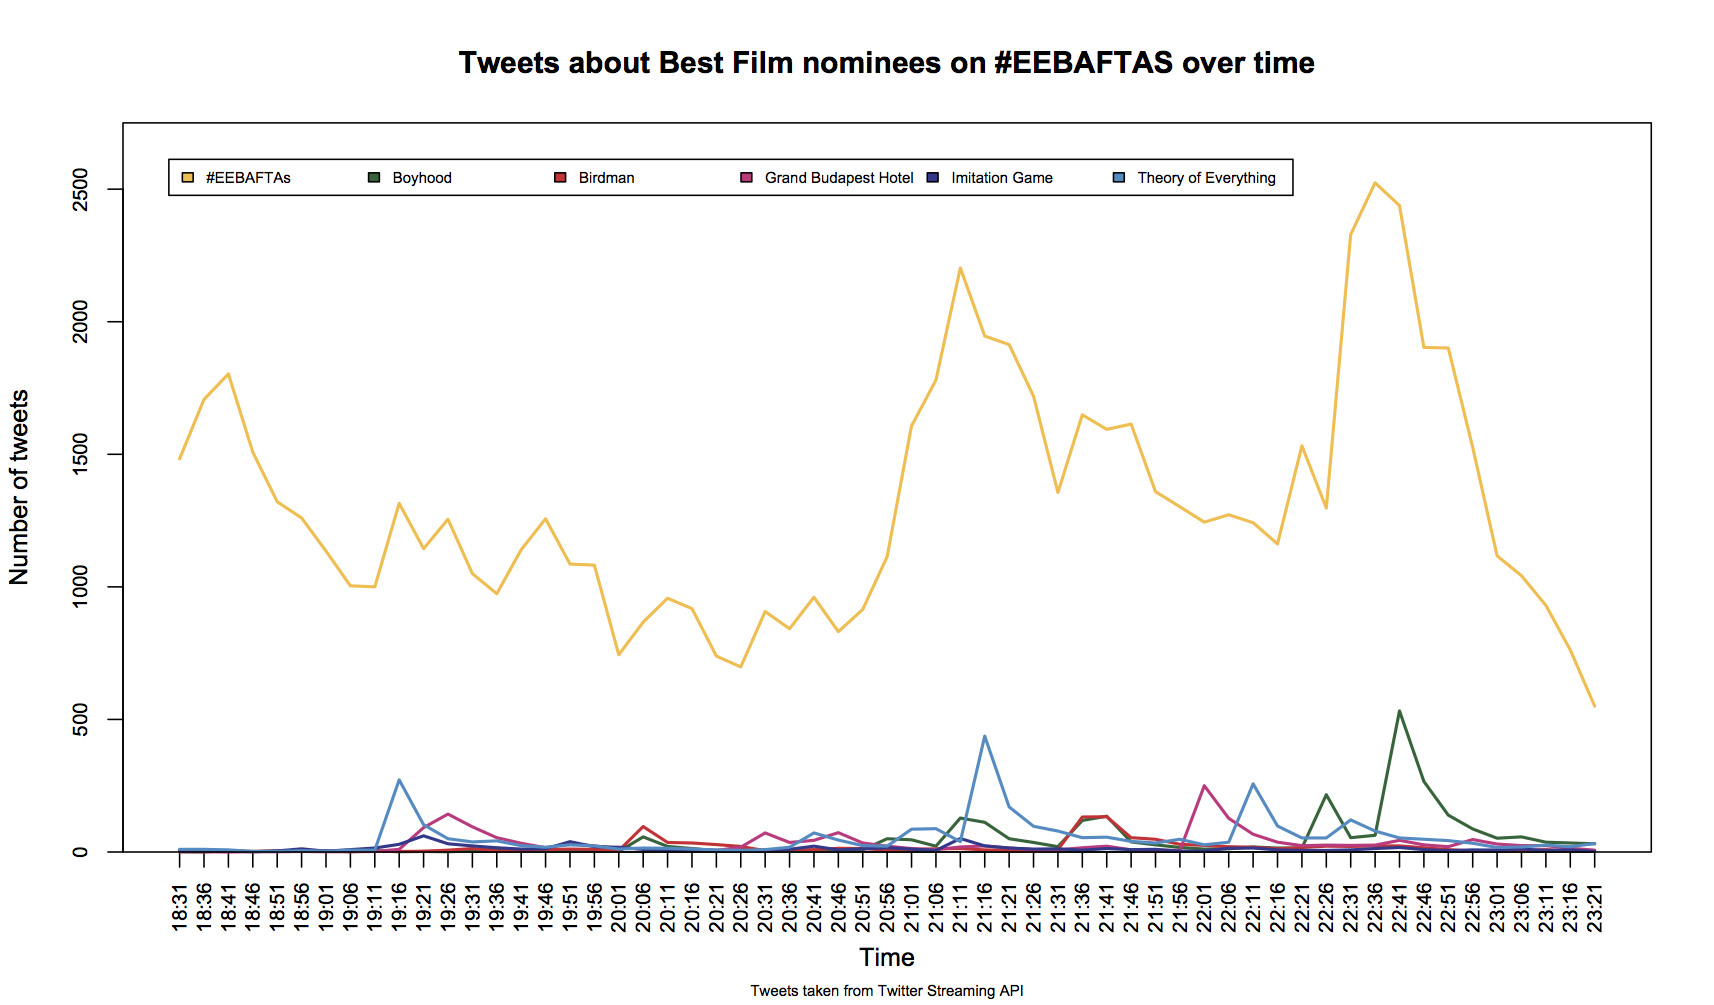 Tweets about Best Film nominees on #EEBAFTAS over time
#EEBAFTAs Boyhood Birdman Grand Budapest Hotel Imitation Game Theory of Everything
Number of tweets
2500
2000
1500
1000
500
0
18:31 18:36 18:41 18:46 18:51 18:56 19:01 19:06 19:11 19:16 19:21 19:26 19:31 19:36 19:41 19:46 19:51 19:56 20:01 20:06 20:11 20:16 20:21 20:26 20:31 20:36 20:41 20:46 20:51 20:56 21:01 21:06 21:11 21:16 21:21 21:26 21:31 21:36 21:41 21:46 21:51 21:56 22:01 22:06 22:11 22:16 22:21 22:26 22:31 22:36 22:41 22:46 22:51 22:56 23:01 23:06 23:11 23:16 23:21
Time
Tweets taken from Twitter Streaming API